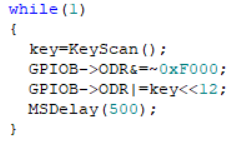 while(1)
{
key=KeyScan();
GPIOB->ODR&=~0xF000;
GPIOB->ODR|=key<<12;
MSDelay(500);
}